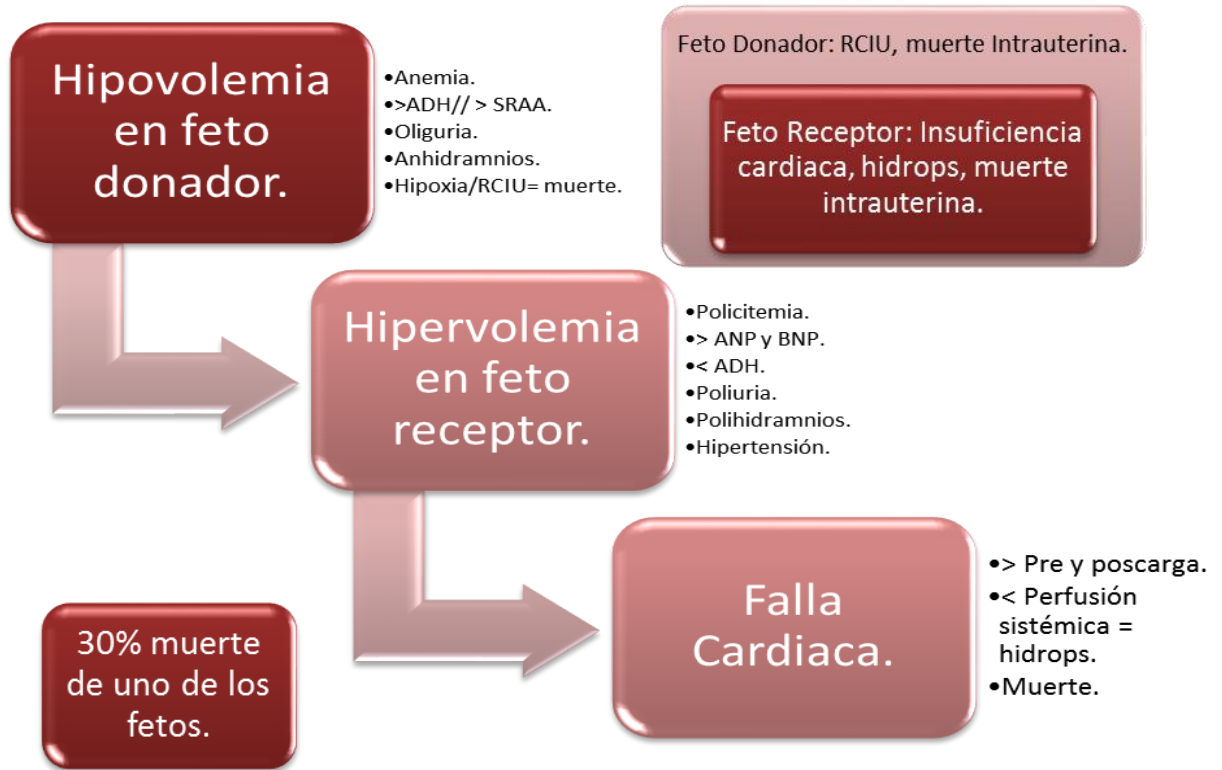 Hipovolemia
en feto
donador.
•Anemia.
•>ADH// > SRAA.
•Oliguria.
•Anhidramnios.
•Hipoxia/RCIU= muerte.
Feto Donador: RCIU, muerte Intrauterina.
Feto Receptor: Insuficiencia
cardiaca, hidrops, muerte
intrauterina.
Hipervolemia
en feto
receptor.
•Policitemia.
•> ANP y BNP.
•< ADH.
•Poliuria.
•Polihidramnios.
•Hipertensión.
Falla
Cardiaca.
•> Pre y poscarga.
•< Perfusión
sistémica =
hidrops.
•Muerte.
30% muerte
de uno de los
fetos.